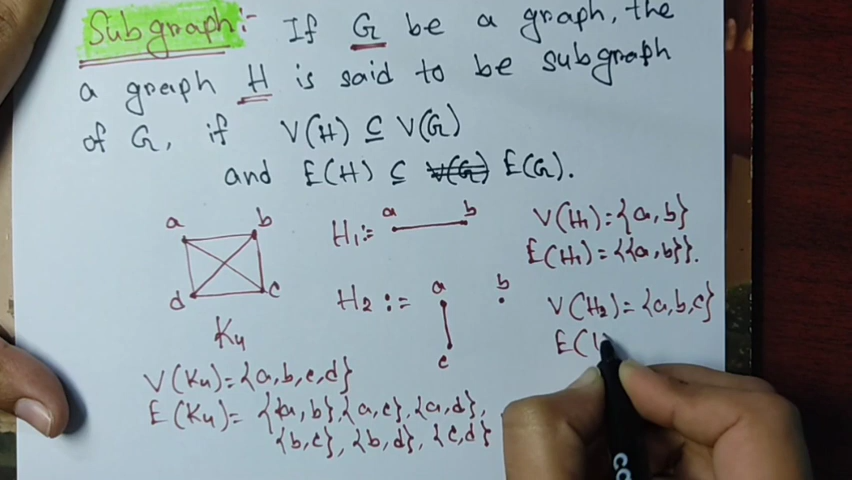 Subgraph:- If G be a graph, the
a graph H is said to be subgraph
of G, if V(H) ⊆ V(G)
and E(H) ⊆ V(G) E(G).
a b
d c
K4
V(K4)={a,b,c,d}
E(K4)={{a,b},{a,c},{a,d},
{b,c},{b,d},{c,d}
H1:= a b
V(H1)={a,b}
E(H1)={{a,b}}.
H2:= a b
c
V(H2)={a,b,c}
E(